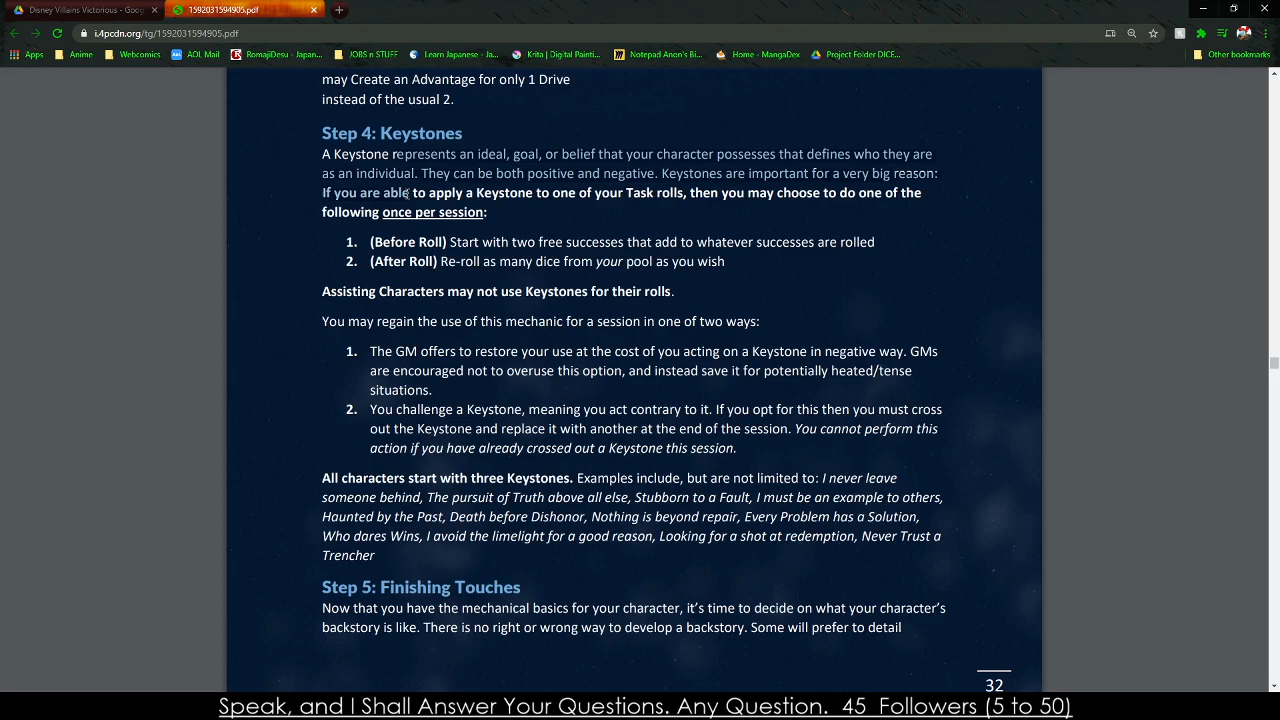 Disney Villains Victorious - Goog
1592031594905.pdf
i.4pcdn.org/tg/1592031594905.pdf
Apps
Anime
Webcomics
AOL Mail
RomajiDesu - Japan...
JOBS n STUFF
Learn Japanese - Ja...
Krita | Digital Painti...
Notepad Anon's Bi...
Home - MangaDex
Project Folder DICE...
Other bookmarks
may Create an Advantage for only 1 Drive
instead of the usual 2.
Step 4: Keystones
A Keystone represents an ideal, goal, or belief that your character possesses that defines who they are
as an individual. They can be both positive and negative. Keystones are important for a very big reason:
If you are able to apply a Keystone to one of your Task rolls, then you may choose to do one of the
following once per session:
1. (Before Roll) Start with two free successes that add to whatever successes are rolled
2. (After Roll) Re-roll as many dice from your pool as you wish
Assisting Characters may not use Keystones for their rolls.
You may regain the use of this mechanic for a session in one of two ways:
1. The GM offers to restore your use at the cost of you acting on a Keystone in negative way. GMs
are encouraged not to overuse this option, and instead save it for potentially heated/tense
situations.
2. You challenge a Keystone, meaning you act contrary to it. If you opt for this then you must cross
out the Keystone and replace it with another at the end of the session. You cannot perform this
action if you have already crossed out a Keystone this session.
All characters start with three Keystones. Examples include, but are not limited to: I never leave
someone behind, The pursuit of Truth above all else, Stubborn to a Fault, I must be an example to others,
Haunted by the Past, Death before Dishonor, Nothing is beyond repair, Every Problem has a Solution,
Who dares Wins, I avoid the limelight for a good reason, Looking for a shot at redemption, Never Trust a
Trencher
Step 5: Finishing Touches
Now that you have the mechanical basics for your character, it's time to decide on what your character's
backstory is like. There is no right or wrong way to develop a backstory. Some will prefer to detail
32
Speak, and I Shall Answer Your Questions. Any Question. 45 Followers (5 to 50)